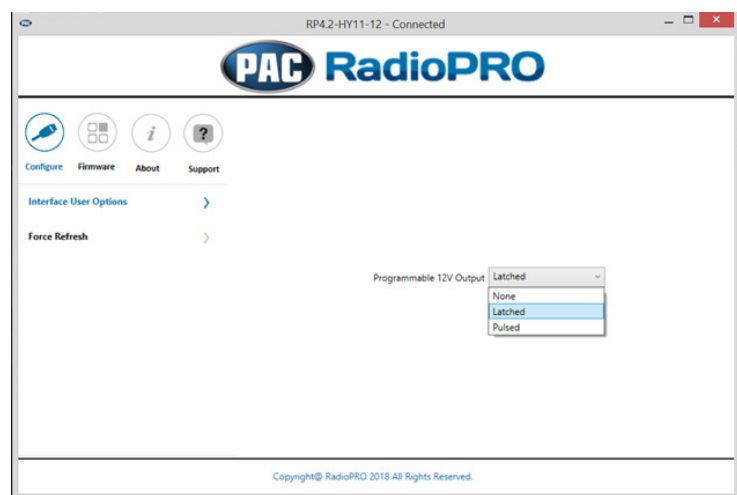 PAC
RP4.2-HY11-12 - Connected
PAC RadioPRO
Configure Firmware About Support
Interface User Options
Force Refresh
Programmable 12V Output Latched
None
Latched
Pulsed
Copyright@ RadioPRO 2018 All Rights Reserved.